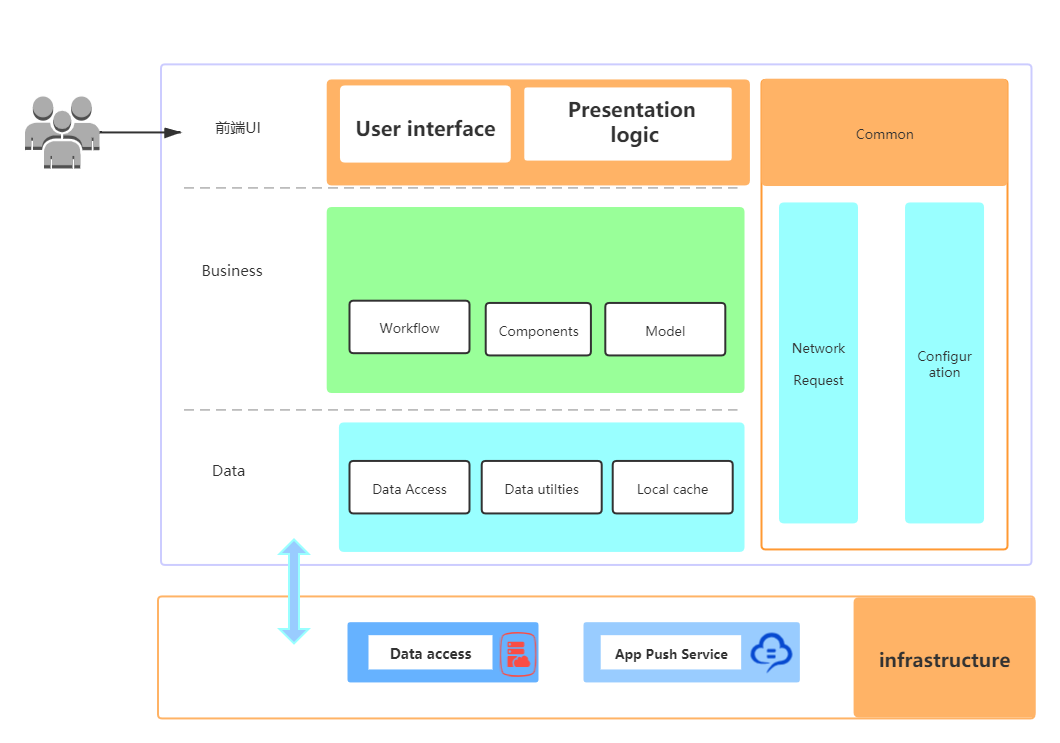 前端UI
User interface
Presentation
logic
Common
Business
Workflow
Components
Model
Network
Request
Configur
ation
Data
Data Access
Data utilties
Local cache
Data access
App Push Service
infrastructure